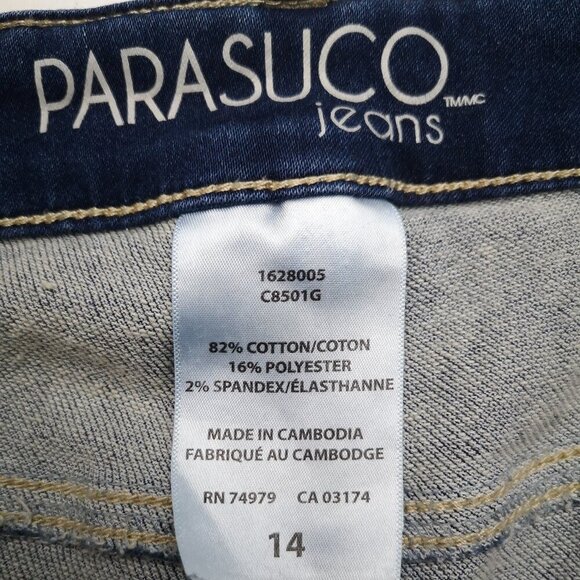 PARASUCO
TM/MC
jeans
1628005
C8501G
82% COTTON/COTON
16% POLYESTER
2% SPANDEX/ÉLASTHANNE
MADE IN CAMBODIA
FABRIQUÉ AU CAMBODGE
RN 74979 CA 03174
14